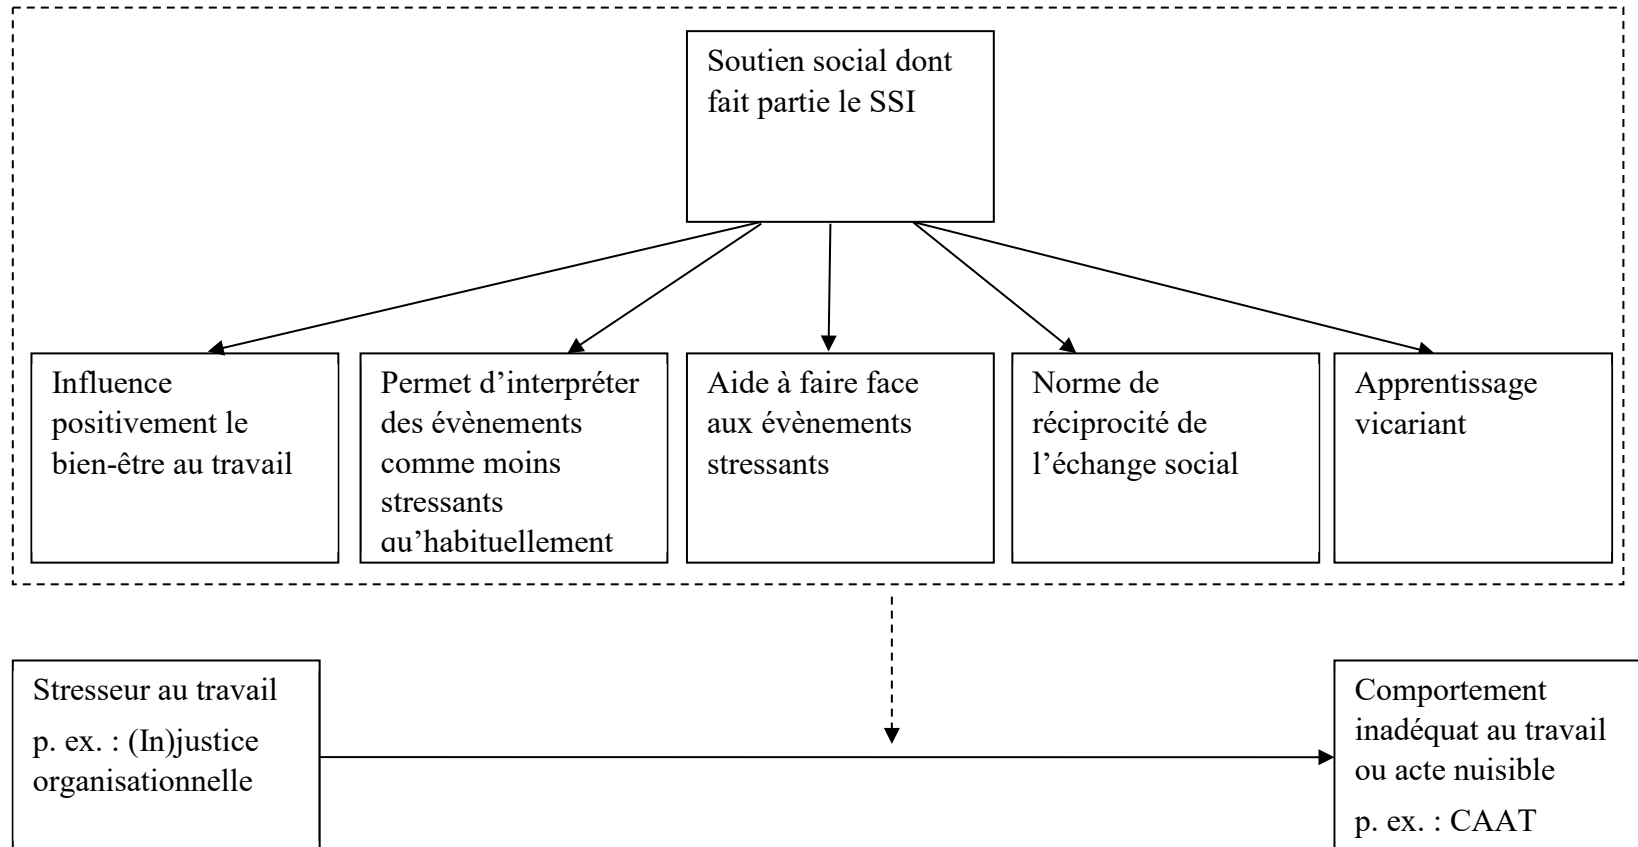 Soutien social dont
fait partie le SSI
Influence
positivement le
bien-être au travail
Permet d’interpréter
des évènements
comme moins
stressants
qu’habituellement
Aide à faire face
aux évènements
stressants
Norme de
réciprocité de
l’échange social
Apprentissage
vicariant
Stresseur au travail
p. ex. : (In)justice
organisationnelle
Comportement
inadéquat au travail
ou acte nuisible
p. ex. : CAAT